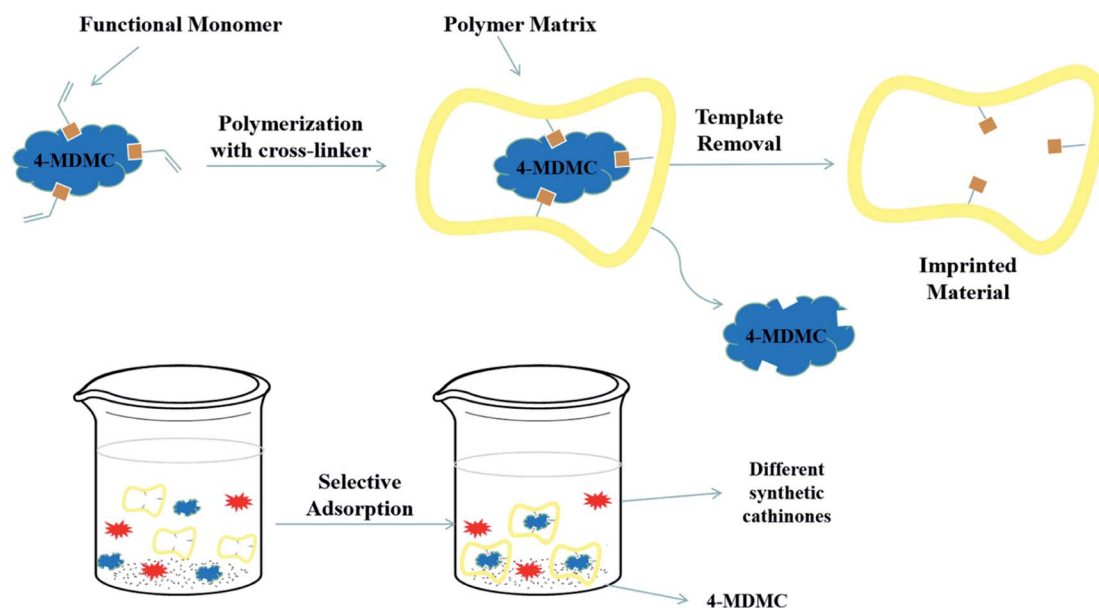 Functional Monomer
Polymer Matrix
4-MDMC
Polymerization
with cross-linker
4-MDMC
Template
Removal
Imprinted
Material
4-MDMC
Selective
Adsorption
Different
synthetic
cathinones
4-MDMC